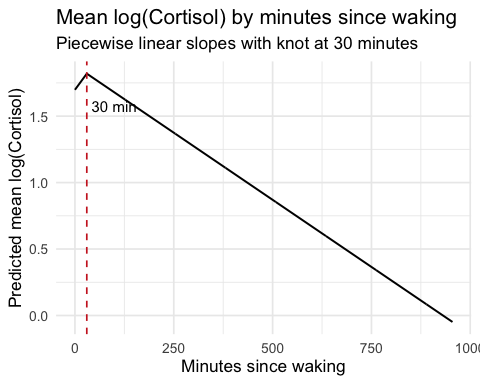 Mean log(Cortisol) by minutes since waking
Piecewise linear slopes with knot at 30 minutes
Predicted mean log(Cortisol)
1.5
1.0
0.5
0.0
30 min
0 250 500 750 1000
Minutes since waking